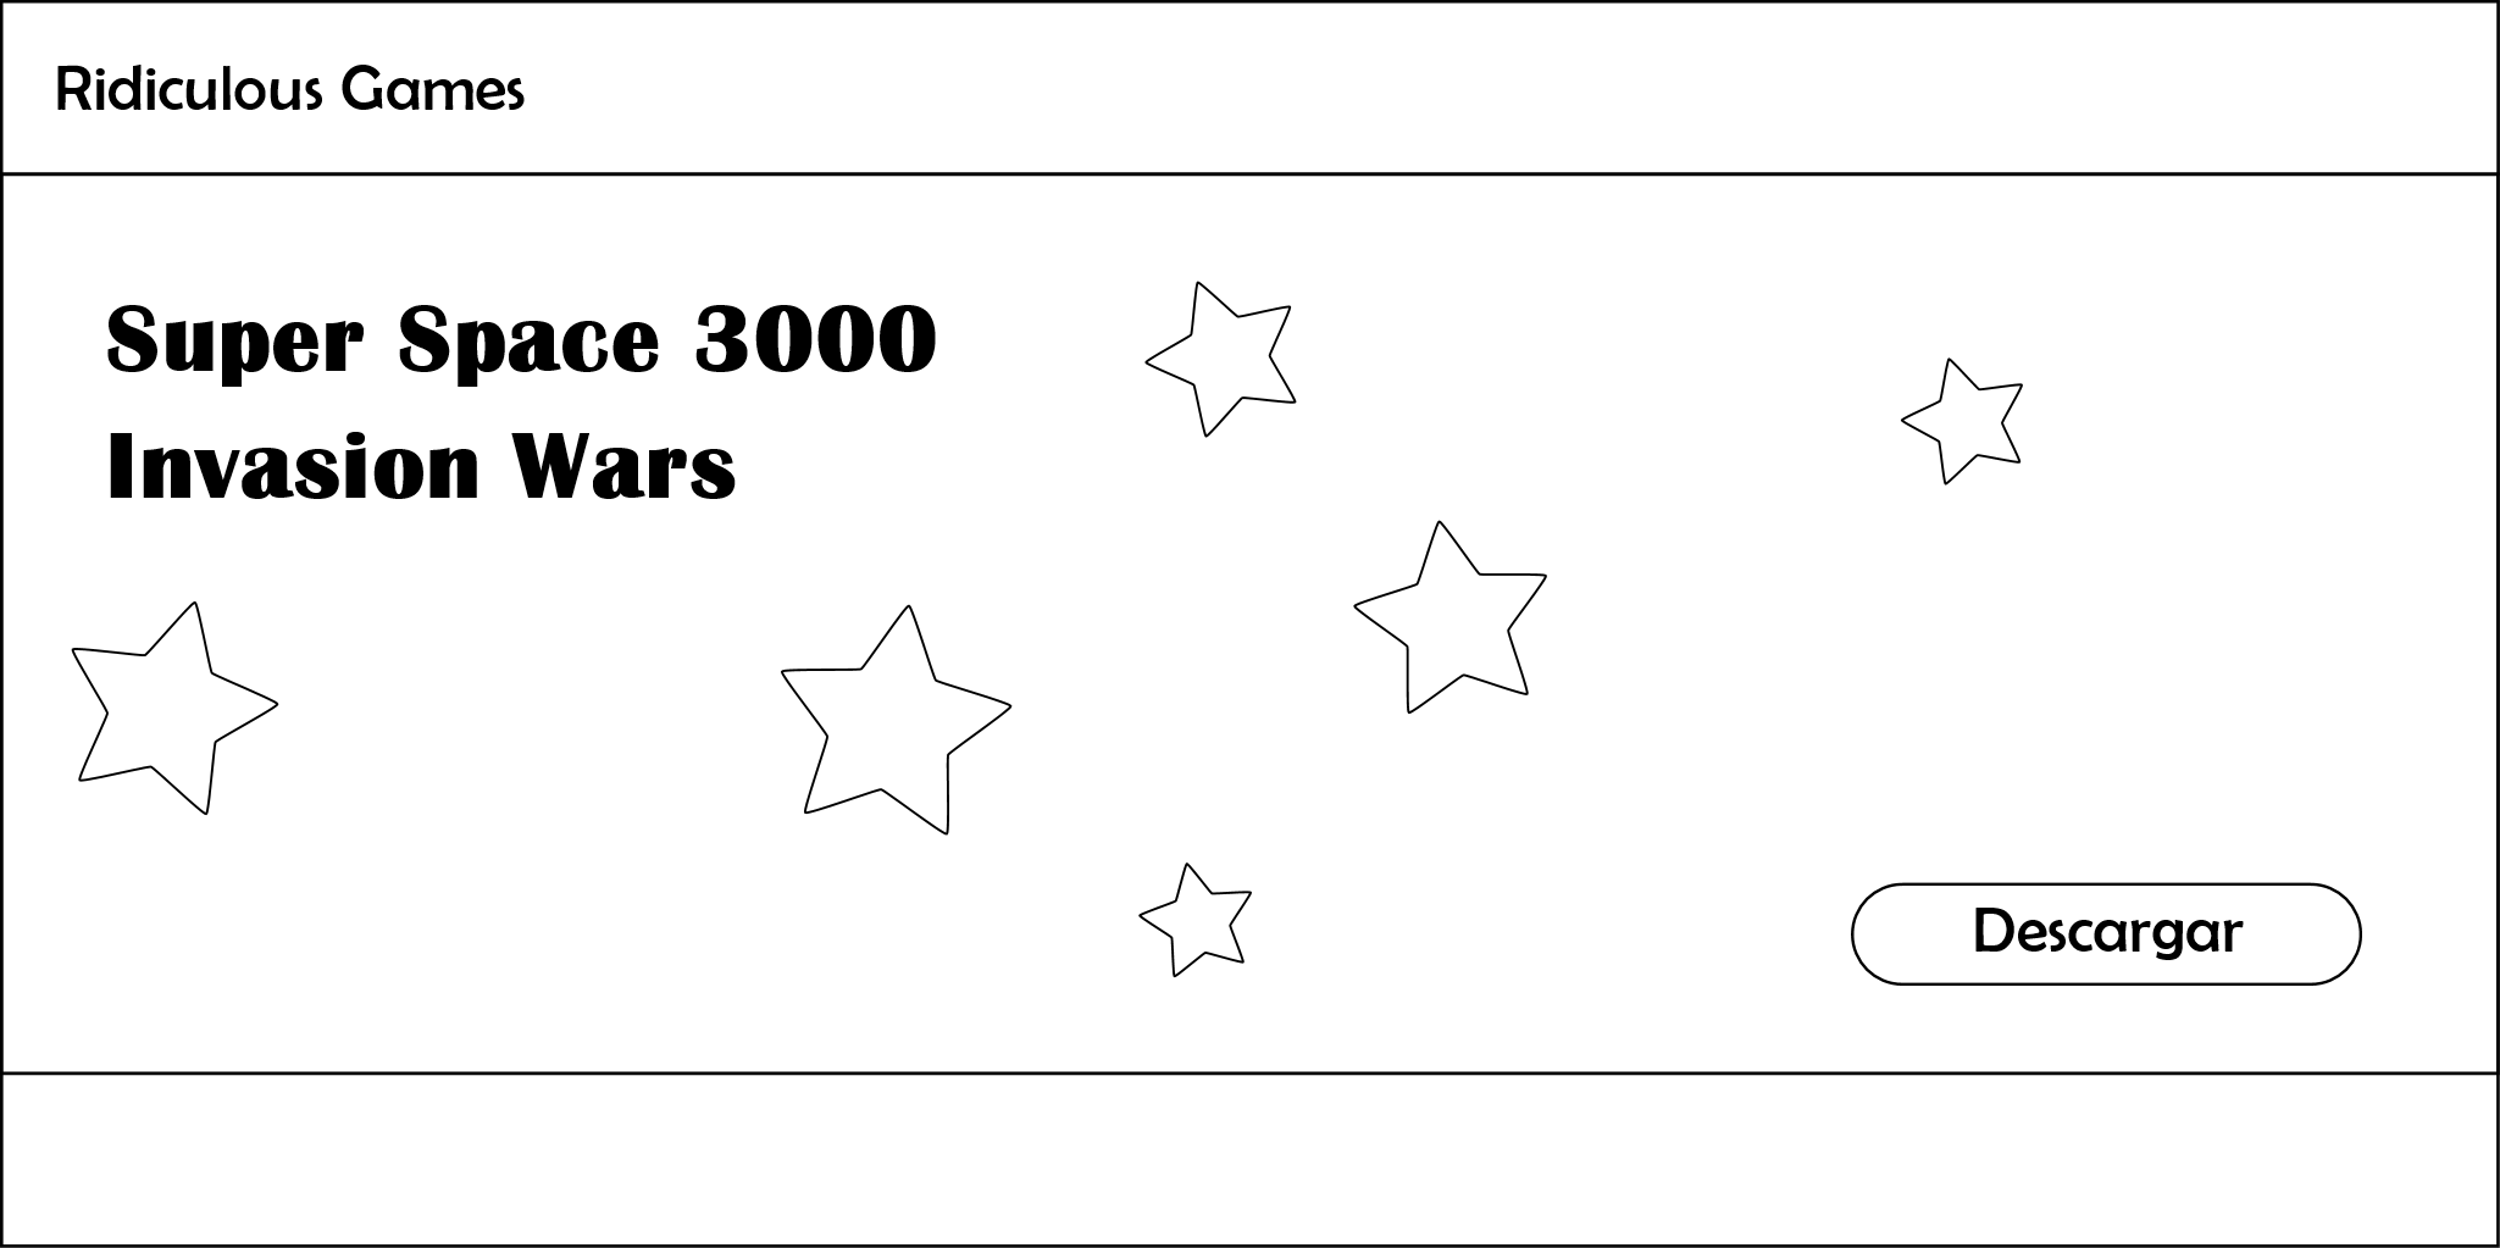 Ridiculous Games
Super Space 3000
Invasion Wars
Descargar